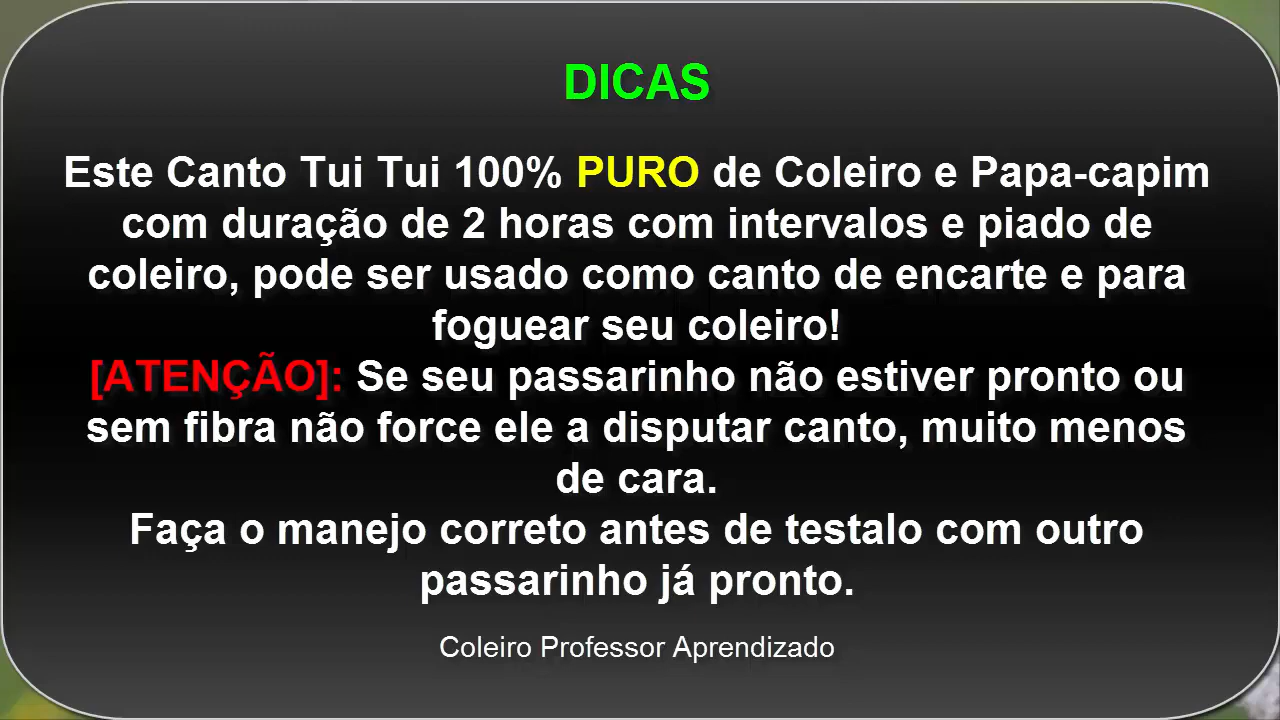 DICAS
Este Canto Tui Tui 100% PURO de Coleiro e Papa-capim
com duração de 2 horas com intervalos e piado de
coleiro, pode ser usado como canto de encarte e para
foguear seu coleiro!
[ATENÇÃO]: Se seu passarinho não estiver pronto ou
sem fibra não force ele a disputar canto, muito menos
de cara.
Faça o manejo correto antes de testalo com outro
passarinho já pronto.
Coleiro Professor Aprendizado